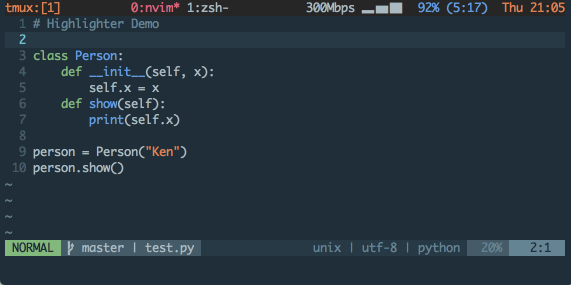 tmux:[1] 0:nvim* 1:zsh- 300Mbps 92% (5:17) Thu 21:05
1 # Highlighter Demo
2
3 class Person:
4     def __init__(self, x):
5         self.x = x
6     def show(self):
7         print(self.x)
8
9 person = Person("Ken")
10 person.show()
~
~
~
~
NORMAL master | test.py unix | utf-8 | python 20% 2:1